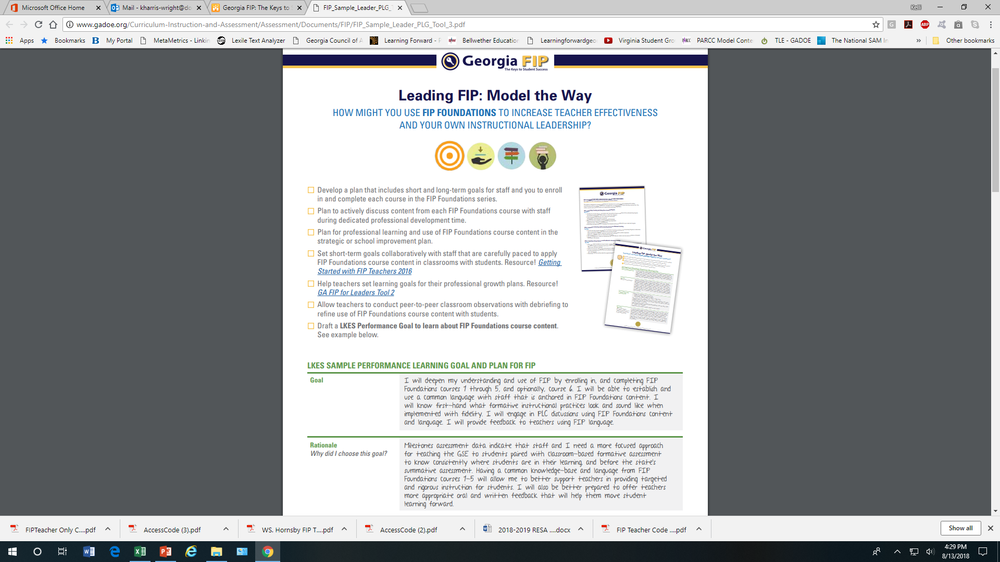 Microsoft Office Home
Mail - kharris-wright@do
Georgia FIP: The Keys to
FIP_Sample_Leader_PLG_
Kelli
www.gadoe.org/Curriculum-Instruction-and-Assessment/Assessment/Documents/FIP/FIP_Sample_Leader_PLG_Tool_3.pdf
Apps
Bookmarks
My Portal
MetaMetrics - Linkin
Lexile Text Analyzer
Georgia Council of A
Learning Forward -
Bellwether Education
Learningforwardgeo
Virginia Student Gro
PARCC Model Conte
TLE - GADOE
The National SAM In
»
Other bookmarks
Georgia FIP
The Keys to Student Success
Leading FIP: Model the Way
HOW MIGHT YOU USE FIP FOUNDATIONS TO INCREASE TEACHER EFFECTIVENESS
AND YOUR OWN INSTRUCTIONAL LEADERSHIP?
Develop a plan that includes short and long-term goals for staff and you to enroll
in and complete each course in the FIP Foundations series.
Plan to actively discuss content from each FIP Foundations course with staff
during dedicated professional development time.
Plan for professional learning and use of FIP Foundations course content in the
strategic or school improvement plan.
Set short-term goals collaboratively with staff that are carefully paced to apply
FIP Foundations course content in classrooms with students. Resource! Getting
Started with FIP Teachers 2016
Help teachers set learning goals for their professional growth plans. Resource!
GA FIP for Leaders Tool 2
Allow teachers to conduct peer-to-peer classroom observations with debriefing to
refine use of FIP Foundations course content with students.
Draft a LKES Performance Goal to learn about FIP Foundations course content.
See example below.
Georgia FIP
Leading FIP: Model the Way
LKES SAMPLE PERFORMANCE LEARNING GOAL AND PLAN FOR FIP
Goal
I will deepen my understanding and use of FIP by enrolling in, and completing FIP
Foundations courses 1 through 5, and optionally, course 6. I will be able to establish and
use a common language with staff that is anchored in FIP Foundations content. I
will know first-hand what formative instructional practices look and sound like when
implemented with fidelity. I will engage in PLC discussions using FIP Foundations content
and language. I will provide feedback to teachers using FIP language.
Rationale
Why did I choose this goal?
Milestones assessment data indicate that staff and I need a more focused approach
for teaching the GSE to students paired with classroom-based formative assessment
to know consistently where students are in their learning, and before the state's
summative assessment. Having a common knowledge-base and language from FIP
Foundations courses 1-5 will allow me to better support teachers in providing targeted
and rigorous instruction for students. I will also be better prepared to offer teachers
more appropriate oral and written feedback that will help them move student
learning forward.
FIPTeacher Only C....pdf
AccessCode (3).pdf
WS. Hornsby FIP T....pdf
AccessCode (2).pdf
2018-2019 RESA ....docx
FIP Teacher Code ....pdf
Show all
4:29 PM
8/13/2018